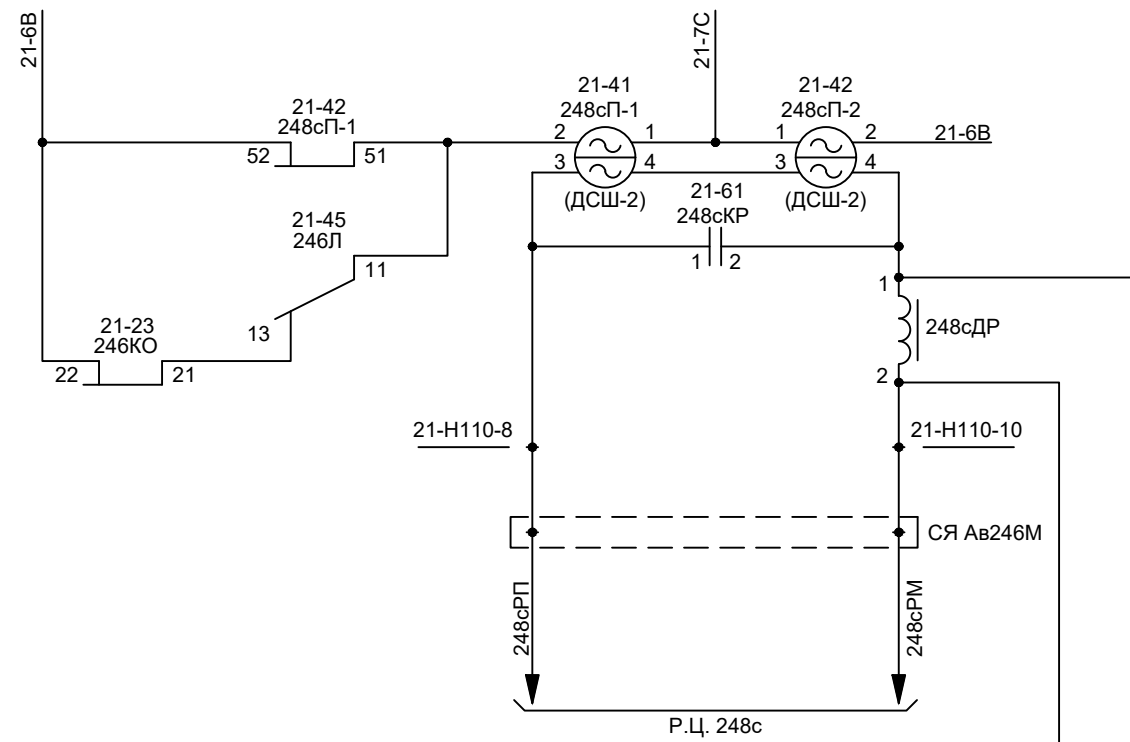 21-6В
21-7С
21-42
248сП-1
52
51
21-41
248сП-1
2
1
3
4
(ДСШ-2)
21-42
248сП-2
1
2
3
4
(ДСШ-2)
21-6В
21-61
248сКР
1
2
21-45
246Л
11
13
21-23
246КО
22
21
1
248сДР
2
21-Н110-8
21-Н110-10
СЯ Ав246М
248сРП
248сРМ
Р.Ц. 248с